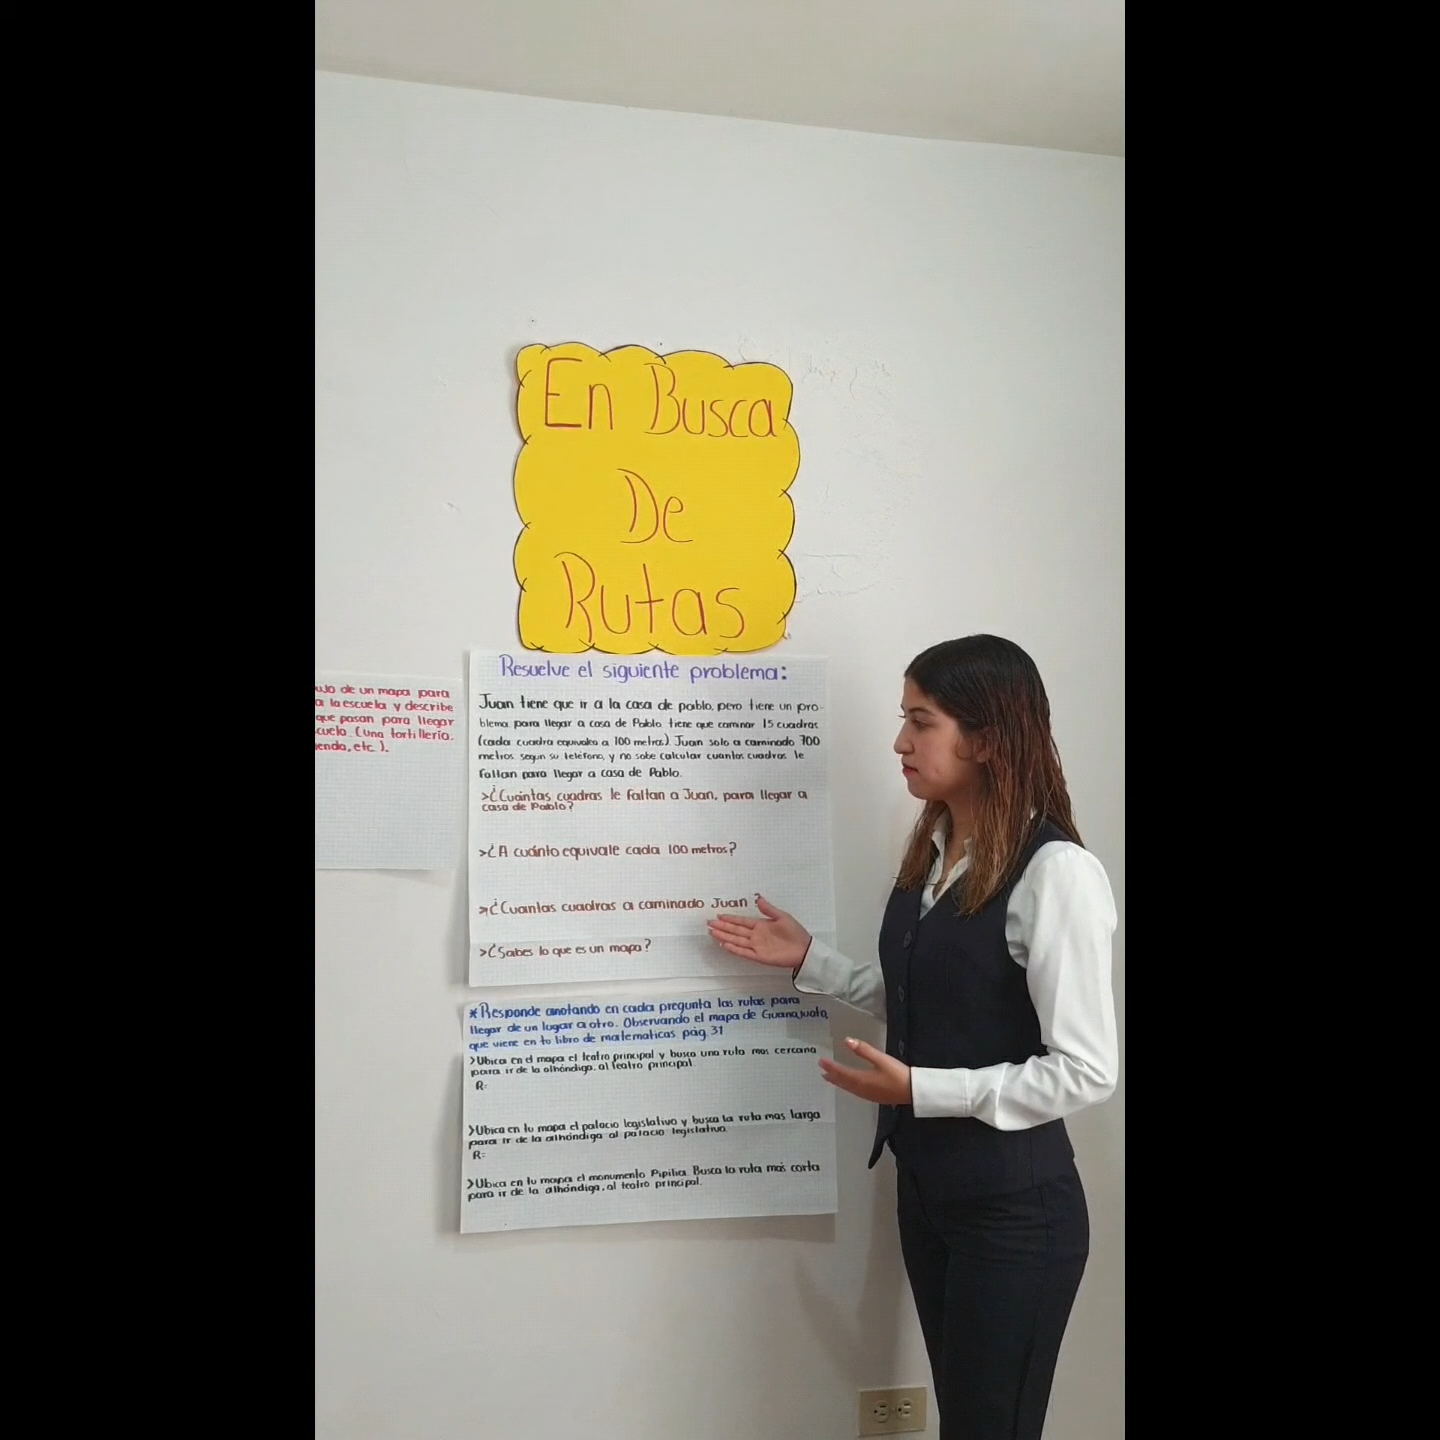 En Busca
De
Rutas
ujo de un mapa para
a la escuela y describe
que pasan para llegar
cuela (una tortillería.
ienda, etc ).
Resuelve el siguiente problema:
Juan tiene que ir a la casa de pablo, pero tiene un pro-
blema para llegar a casa de Pablo tiene que caminar 15 cuadras
(cada cuadra equivalea a 100 metros) Juan solo a caminado 700
metros segun su teléfono, y no sabe calcular cuantas cuadras le
faltan para llegar a casa de Pablo.
>¿Cuántas cuadras le faltan a Juan, para llegar a
casa de Pablo?
>¿A cuánto equivale cada 100 metros?
>¿Cuantas cuadras a caminado Juan ?
>¿Sabes lo que es un mapa?
*Responde anotando en cada pregunta las rutas para
llegar de un lugar a otro. Observando el mapa de Guanajuato,
que viene en tu libro de matematicas pág. 31
>Ubica en el mapa el teatro principal y busca una ruta mas cercana
para ir de la alhóndiga. al teatro principal.
R:
>Ubica en tu mapa el palacio legislativo y busca la ruta mas larga
para ir de la alhóndiga al palacio legislativo.
R:
>Ubica en tu mapa el monumento Pipilia. Busca la ruta más corta
para ir de la alhóndiga, al teatro principal.